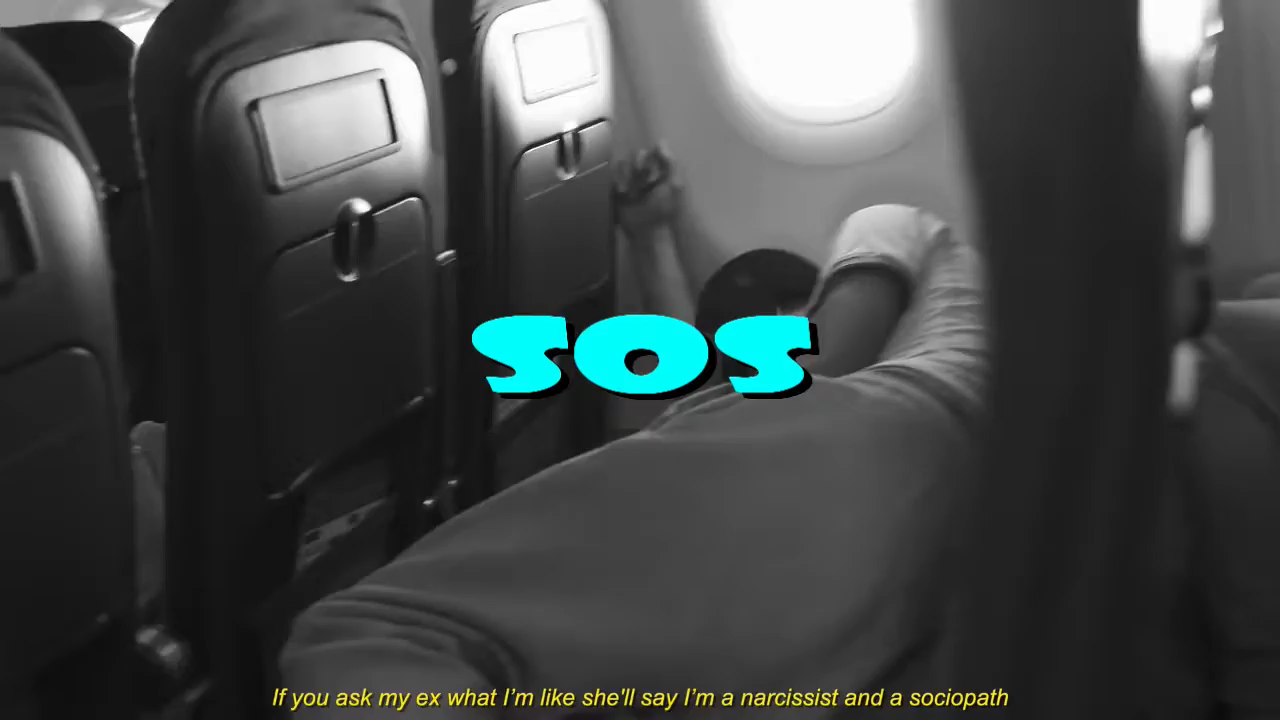 SOS
If you ask my ex what I’m like she'll say I’m a narcissist and a sociopath